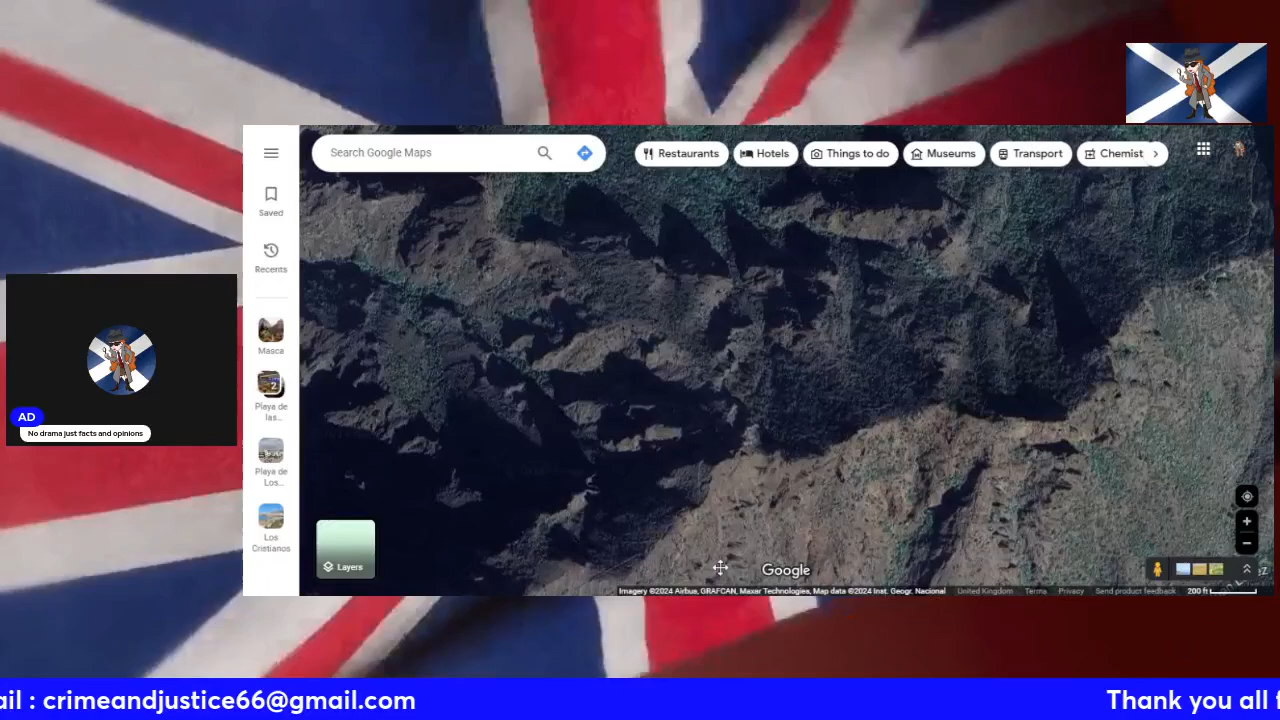 Search Google Maps
Restaurants
Hotels
Things to do
Museums
Transport
Chemist
Saved
Recents
Masca
Playa de
las...
Playa de
Los...
Los
Cristianos
AD
No drama just facts and opinions
Layers
Google
Imagery ©2024 Airbus, GRAFCAN, Maxar Technologies, Map data ©2024 Inst. Geogr. Nacional United Kingdom Terms Privacy Send product feedback 200 ft
ail : crimeandjustice66@gmail.com
Thank you all f